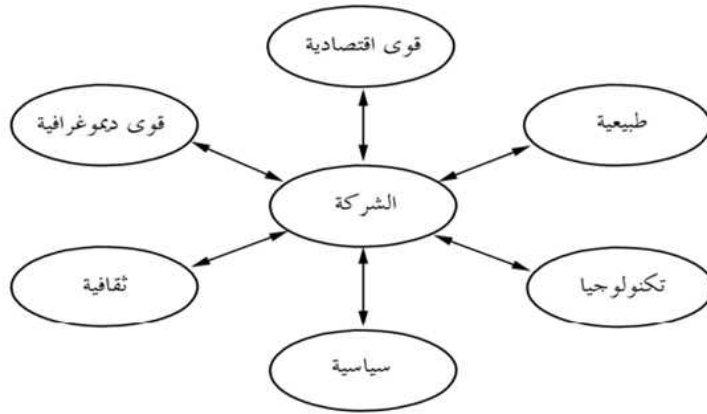 قوى اقتصادية
طبيعية
قوى ديموغرافية
الشركة
تكنولوجيا
ثقافية
سياسية